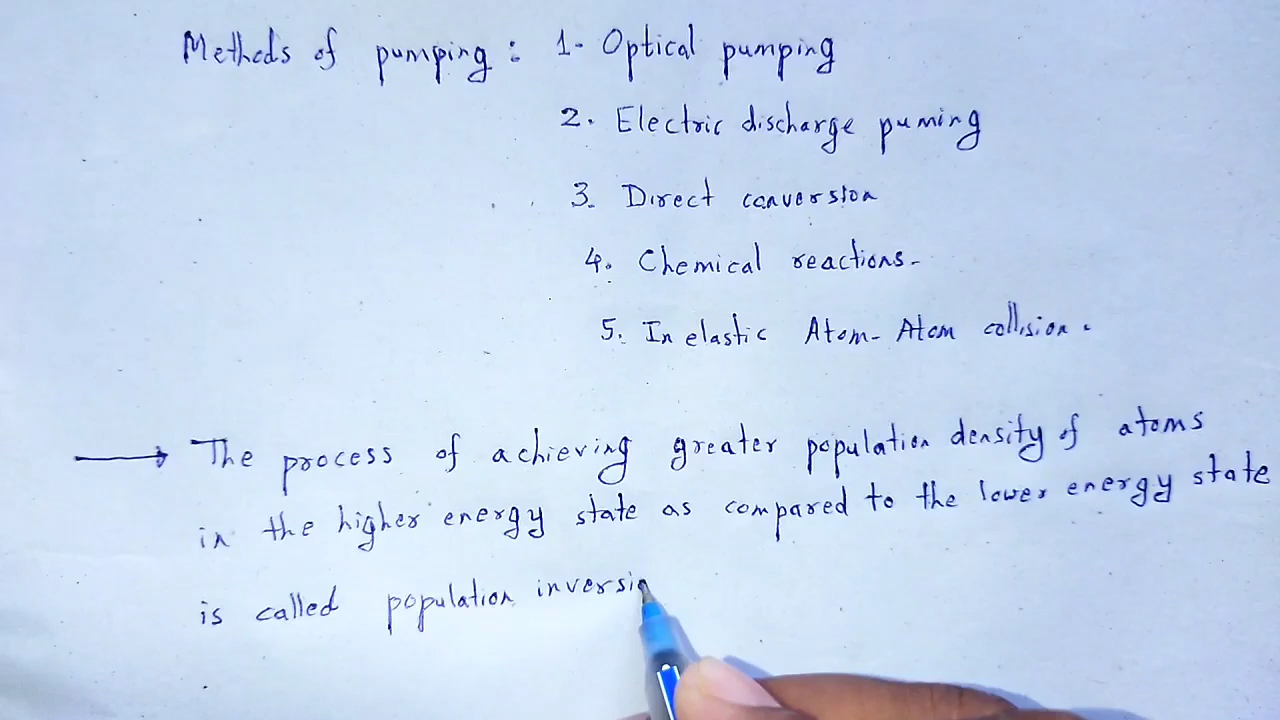 Methods of pumping : 1- Optical pumping
2. Electric discharge puming
3. Direct conversion
4. Chemical reactions.
5. In elastic Atom- Atom collision.
The process of achieving greater population density of atoms
in the higher energy state as compared to the lower energy state
is called population inversio